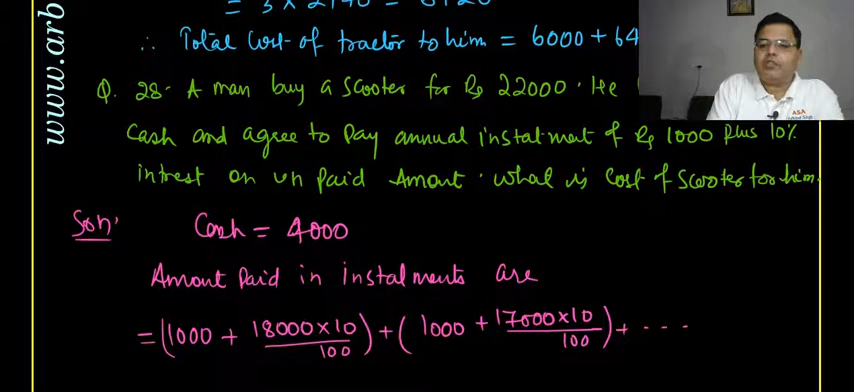 = 3 × 2140 =
∴ Total Cost of tractor to him = 6000 + 64
Q. 28. A man buy a scooter for Rs 22000. He
Cash and agree to Pay annual instalment of Rs 1000 plus 10%
intrest on un Paid Amount. what is cost of scooter for him.
Soln: Cash = 4000
Amount Paid in instalments are
= (1000 + 18000 × 10 / 100) + (1000 + 17000 × 10 / 100) + - - - -
www.arb
ASA